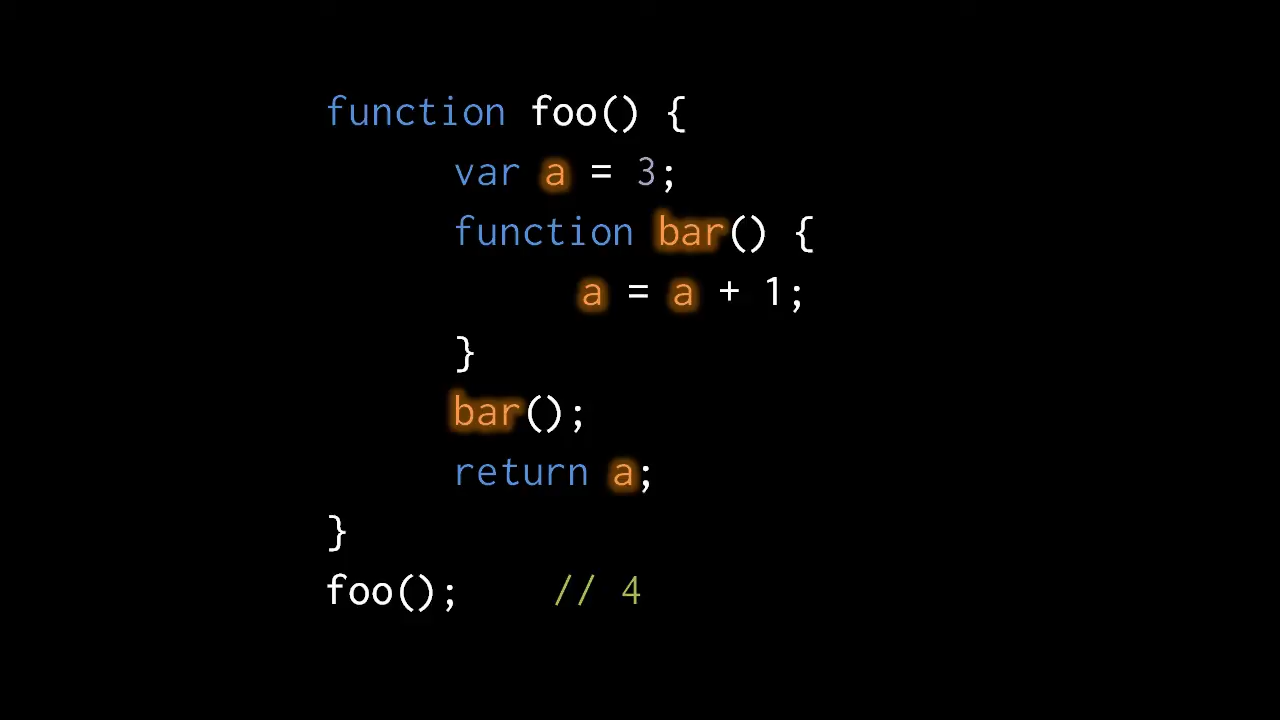 function foo() {
var a = 3;
function bar() {
a = a + 1;
}
bar();
return a;
}
foo(); // 4